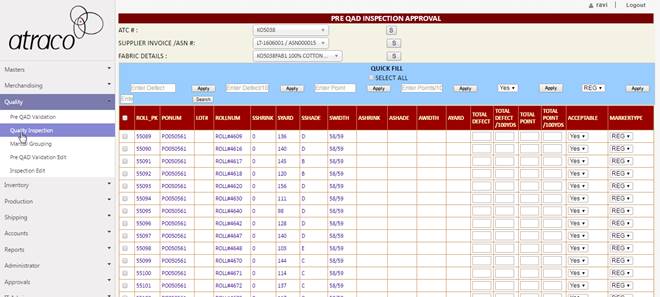 ravi Logout
atraco
Masters
Merchandising
Quality
Pre QAD Validation
Quality Inspection
Marker Grouping
Pre QAD Validation Edit
Inspection Edit
Inventory
Production
Shipping
Accounts
Reports
Administrator
Approvals
PRE QAD INSPECTION APPROVAL
ATC # : KOS038 S
SUPPLIER INVOICE /ASN #: LT-1606001 / ASN000015 S
FABRIC DETAILS : KOS038FAB1 100% COTTON ... S
QUICK FILL
SELECT ALL
Enter Defect Apply Enter Defect/10 Apply Enter Point Apply Enter Points/10 Apply Yes Apply REG Apply
Ente Search
ROLL_PK PONUM LOT# ROLLNUM SSHRINK SYARD SSHADE SWIDTH ASHRINK ASHADE AWIDTH AYARD TOTAL DEFECT TOTAL DEFECT /100YDS TOTAL POINT TOTAL POINT /100YDS ACCEPTABLE MARKERTYPE
55089 PO050561 ROLL#4609 0 136 D 58/59 Yes REG
55090 PO050561 ROLL#4616 0 140 D 58/59 Yes REG
55091 PO050561 ROLL#4617 0 145 B 58/59 Yes REG
55092 PO050561 ROLL#4618 0 120 B 58/59 Yes REG
55093 PO050561 ROLL#4620 0 156 D 58/59 Yes REG
55094 PO050561 ROLL#4630 0 111 D 58/59 Yes REG
55095 PO050561 ROLL#4640 0 98 D 58/59 Yes REG
55096 PO050561 ROLL#4642 0 128 D 58/59 Yes REG
55097 PO050561 ROLL#4647 0 140 D 58/59 Yes REG
55098 PO050561 ROLL#4648 0 103 E 58/59 Yes REG
55099 PO050561 ROLL#4670 0 144 C 58/59 Yes REG
55100 PO050561 ROLL#4671 0 114 C 58/59 Yes REG
55101 PO050561 ROLL#4672 0 137 C 58/59 Yes REG